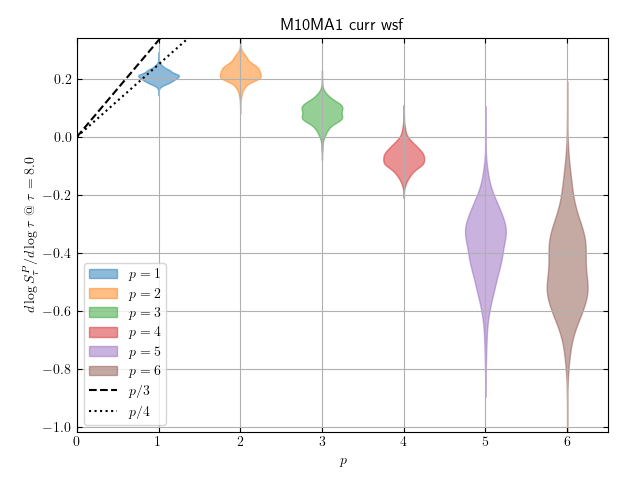 M10MA1 curr wsf
d log S_τ^P / d log τ @ τ = 8.0
0.2
0.0
−0.2
−0.4
−0.6
−0.8
−1.0
p = 1
p = 2
p = 3
p = 4
p = 5
p = 6
p/3
p/4
0 1 2 3 4 5 6
p